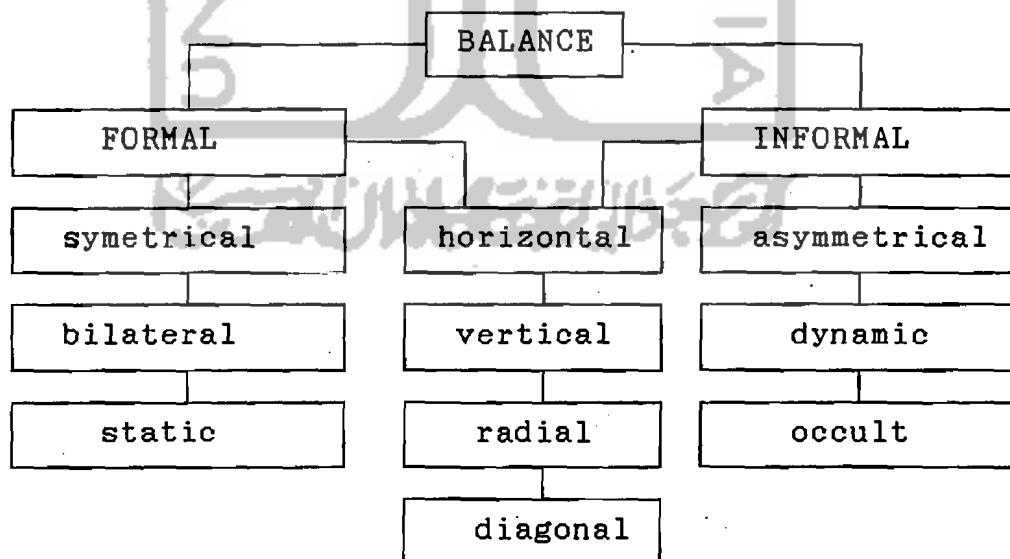 BALANCE
FORMAL
INFORMAL
symetrical
horizontal
asymmetrical
bilateral
vertical
dynamic
static
radial
occult
diagonal